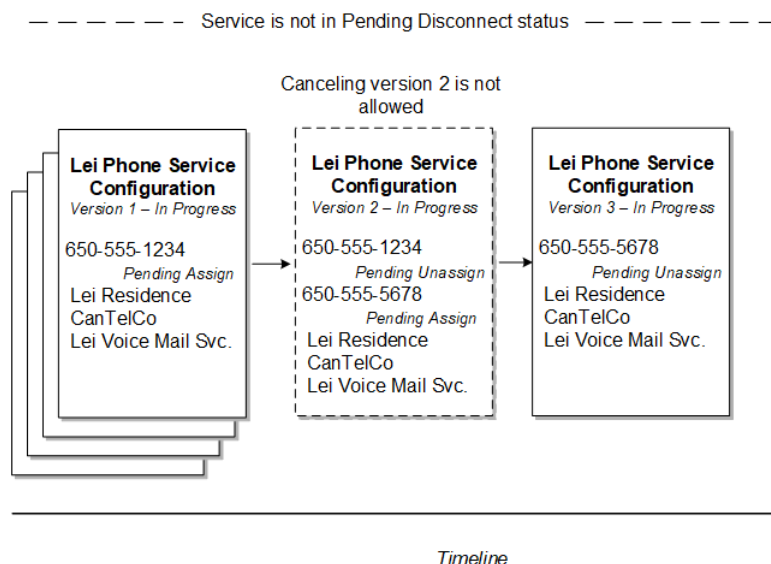 Service is not in Pending Disconnect status
Canceling version 2 is not
allowed
Lei Phone Service
Configuration
Version 1 – In Progress
650-555-1234
Pending Assign
Lei Residence
CanTelCo
Lei Voice Mail Svc.
Lei Phone Service
Configuration
Version 2 – In Progress
650-555-1234
Pending Unassign
650-555-5678
Pending Assign
Lei Residence
CanTelCo
Lei Voice Mail Svc.
Lei Phone Service
Configuration
Version 3 – In Progress
650-555-5678
Pending Unassign
Lei Residence
CanTelCo
Lei Voice Mail Svc.
Timeline